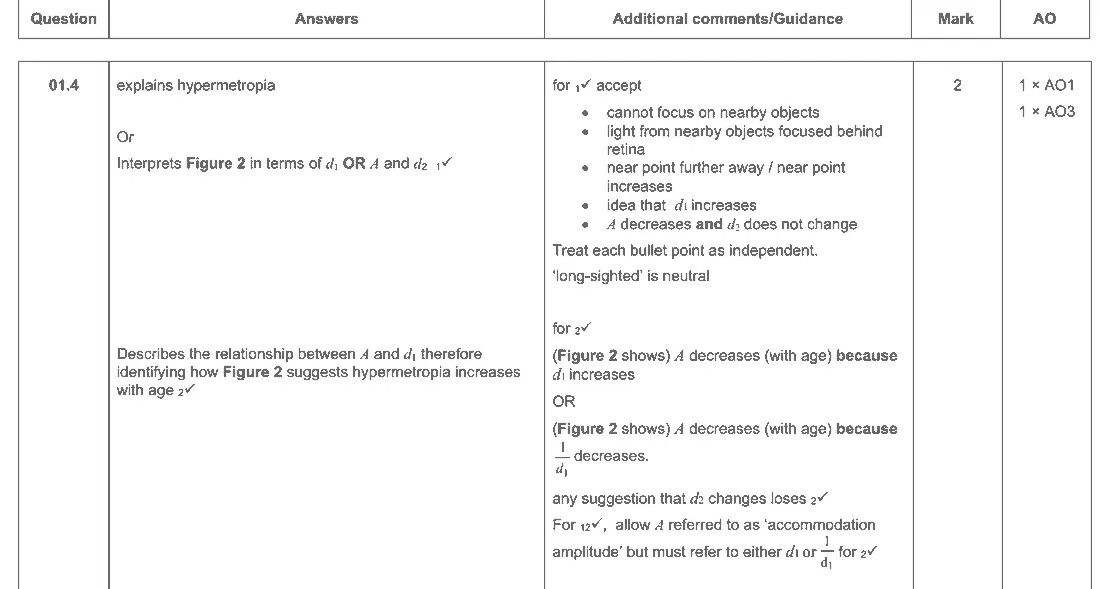 Question Answers Additional comments/Guidance Mark AO
01.4 explains hypermetropia for 1✓ accept 2 1 × AO1
• cannot focus on nearby objects 1 × AO3
• light from nearby objects focused behind
Or
retina
Interprets Figure 2 in terms of d1 OR A and d2 1✓
• near point further away / near point
increases
• idea that d1 increases
• A decreases and d2 does not change
Treat each bullet point as independent.
'long-sighted' is neutral
for 2✓
Describes the relationship between A and d1 therefore
identifying how Figure 2 suggests hypermetropia increases
with age 2✓
(Figure 2 shows) A decreases (with age) because
d1 increases
OR
(Figure 2 shows) A decreases (with age) because
1/d1 decreases.
any suggestion that d2 changes loses 2✓
For 12✓, allow A referred to as 'accommodation
amplitude' but must refer to either d1 or 1/d1 for 2✓